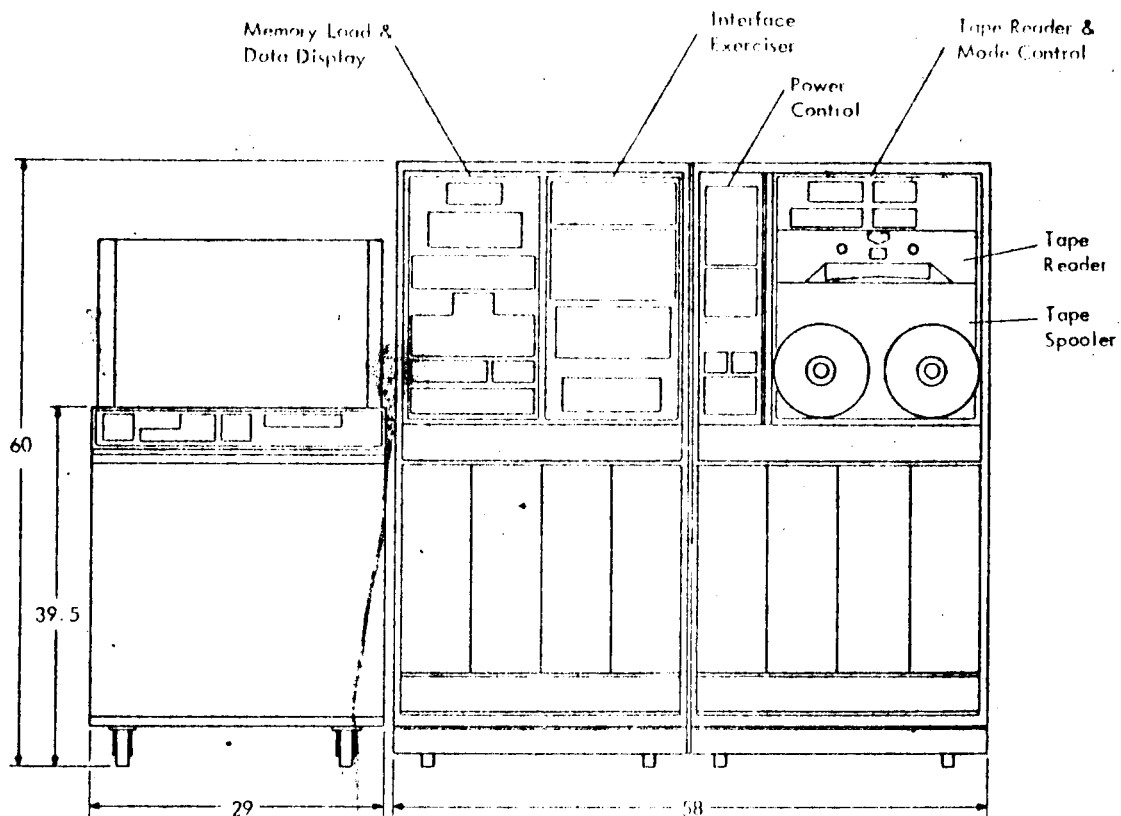 Memory Load &
Data Display
Interface
Exerciser
Tape Reader &
Mode Control
Power
Control
Tape
Reader
Tape
Spooler
60
39.5
29
58